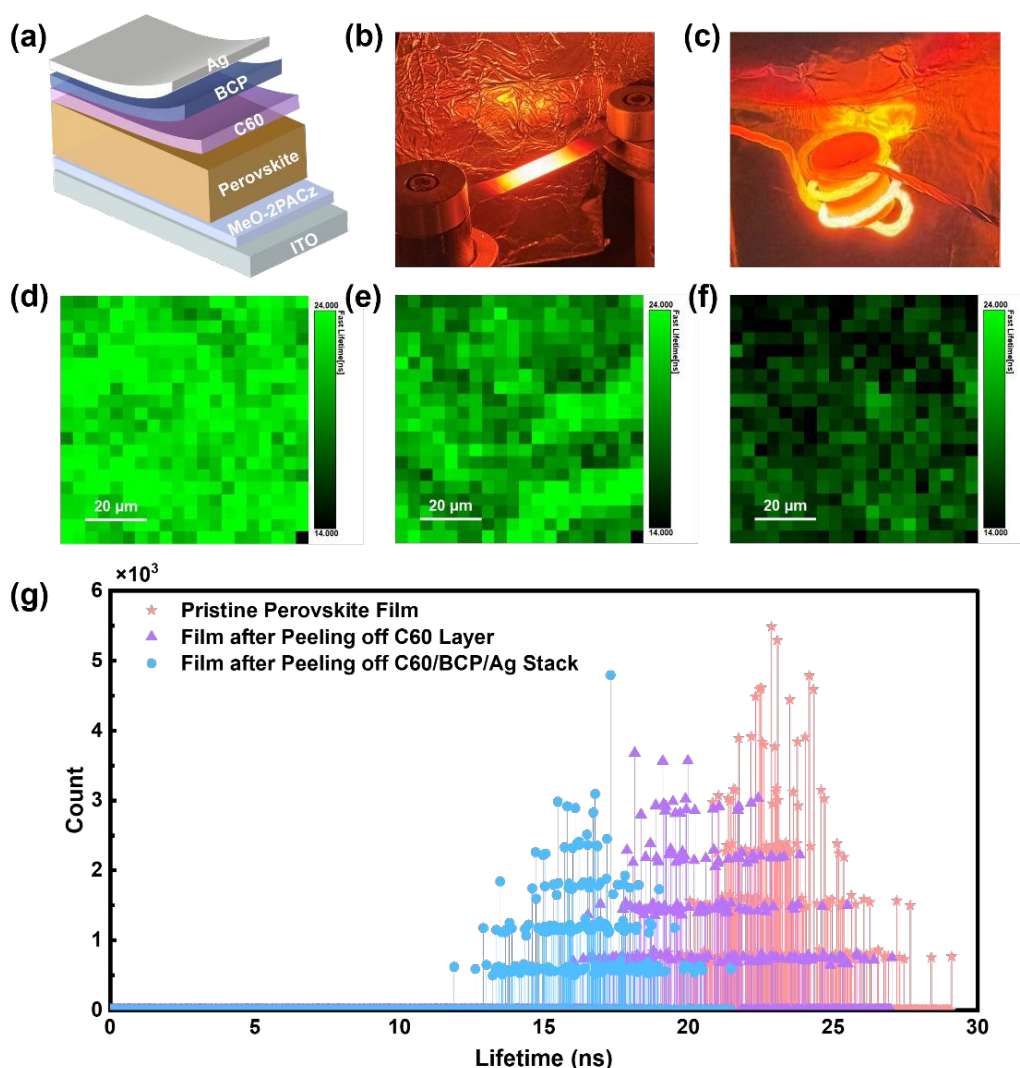 (a)
Ag
BCP
C60
Perovskite
MeO-2PACz
ITO
(b)
(c)
(d)
24.000
Fast Lifetime[ns]
14.000
20 µm
(e)
24.000
Fast Lifetime[ns]
14.000
20 µm
(f)
24.000
Fast Lifetime[ns]
14.000
20 µm
(g)
×10³
Pristine Perovskite Film
Film after Peeling off C60 Layer
Film after Peeling off C60/BCP/Ag Stack
6
5
4
3
2
1
0
Count
0 5 10 15 20 25 30
Lifetime (ns)